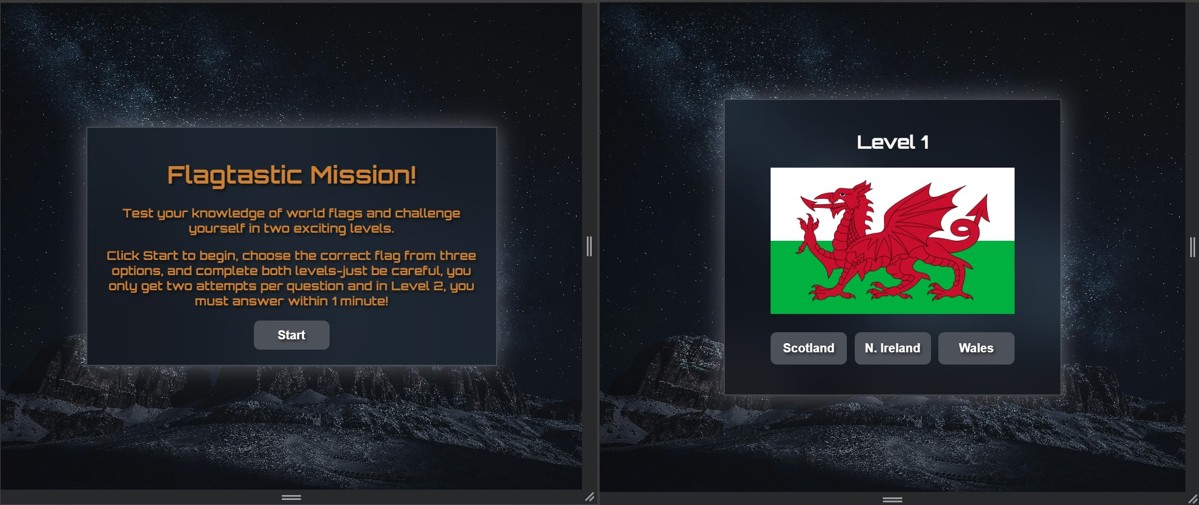 Flagtastic Mission!
Test your knowledge of world flags and challenge
yourself in two exciting levels.
Click Start to begin, choose the correct flag from three
options, and complete both levels-just be careful, you
only get two attempts per question and in Level 2, you
must answer within 1 minute!
Start
Level 1
Scotland
N. Ireland
Wales